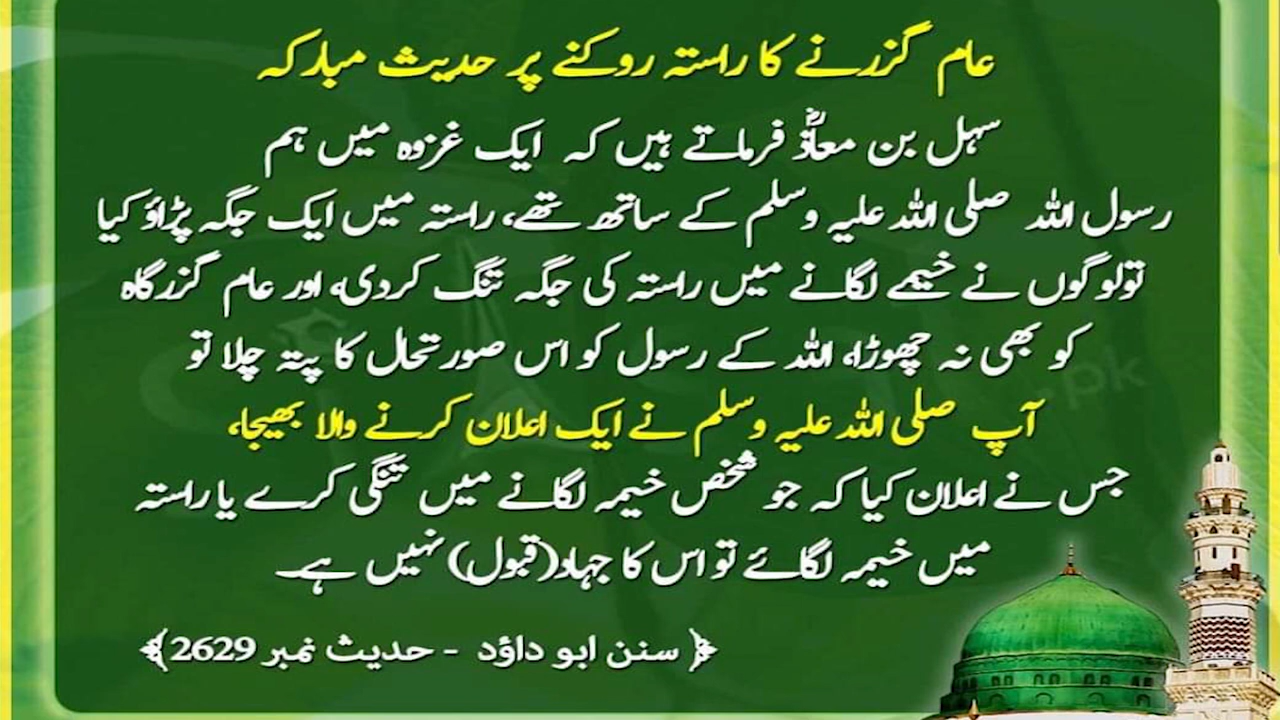 عام گزرنے کا راستہ روکنے پر حدیث مبارکہ
سہل بن معاذؓ فرماتے ہیں کہ ایک غزوہ میں ہم
رسول اللہ صلی اللہ علیہ وسلم کے ساتھ تھے، راستہ میں ایک جگہ پڑاؤ کیا
تولوگوں نے خیمے لگانے میں راستہ کی جگہ تنگ کردی، اور عام گزرگاہ
کو بھی نہ چھوڑا، اللہ کے رسول کو اس صورتحال کا پتہ چلا تو
آپ صلی اللہ علیہ وسلم نے ایک اعلان کرنے والا بھیجا،
جس نے اعلان کیا کہ جو شخص خیمہ لگانے میں تنگی کرے یا راستہ
میں خیمہ لگائے تو اس کا جہاد(قبول) نہیں ہے۔
﴿سنن ابو داؤد - حدیث نمبر 2629﴾
.pk